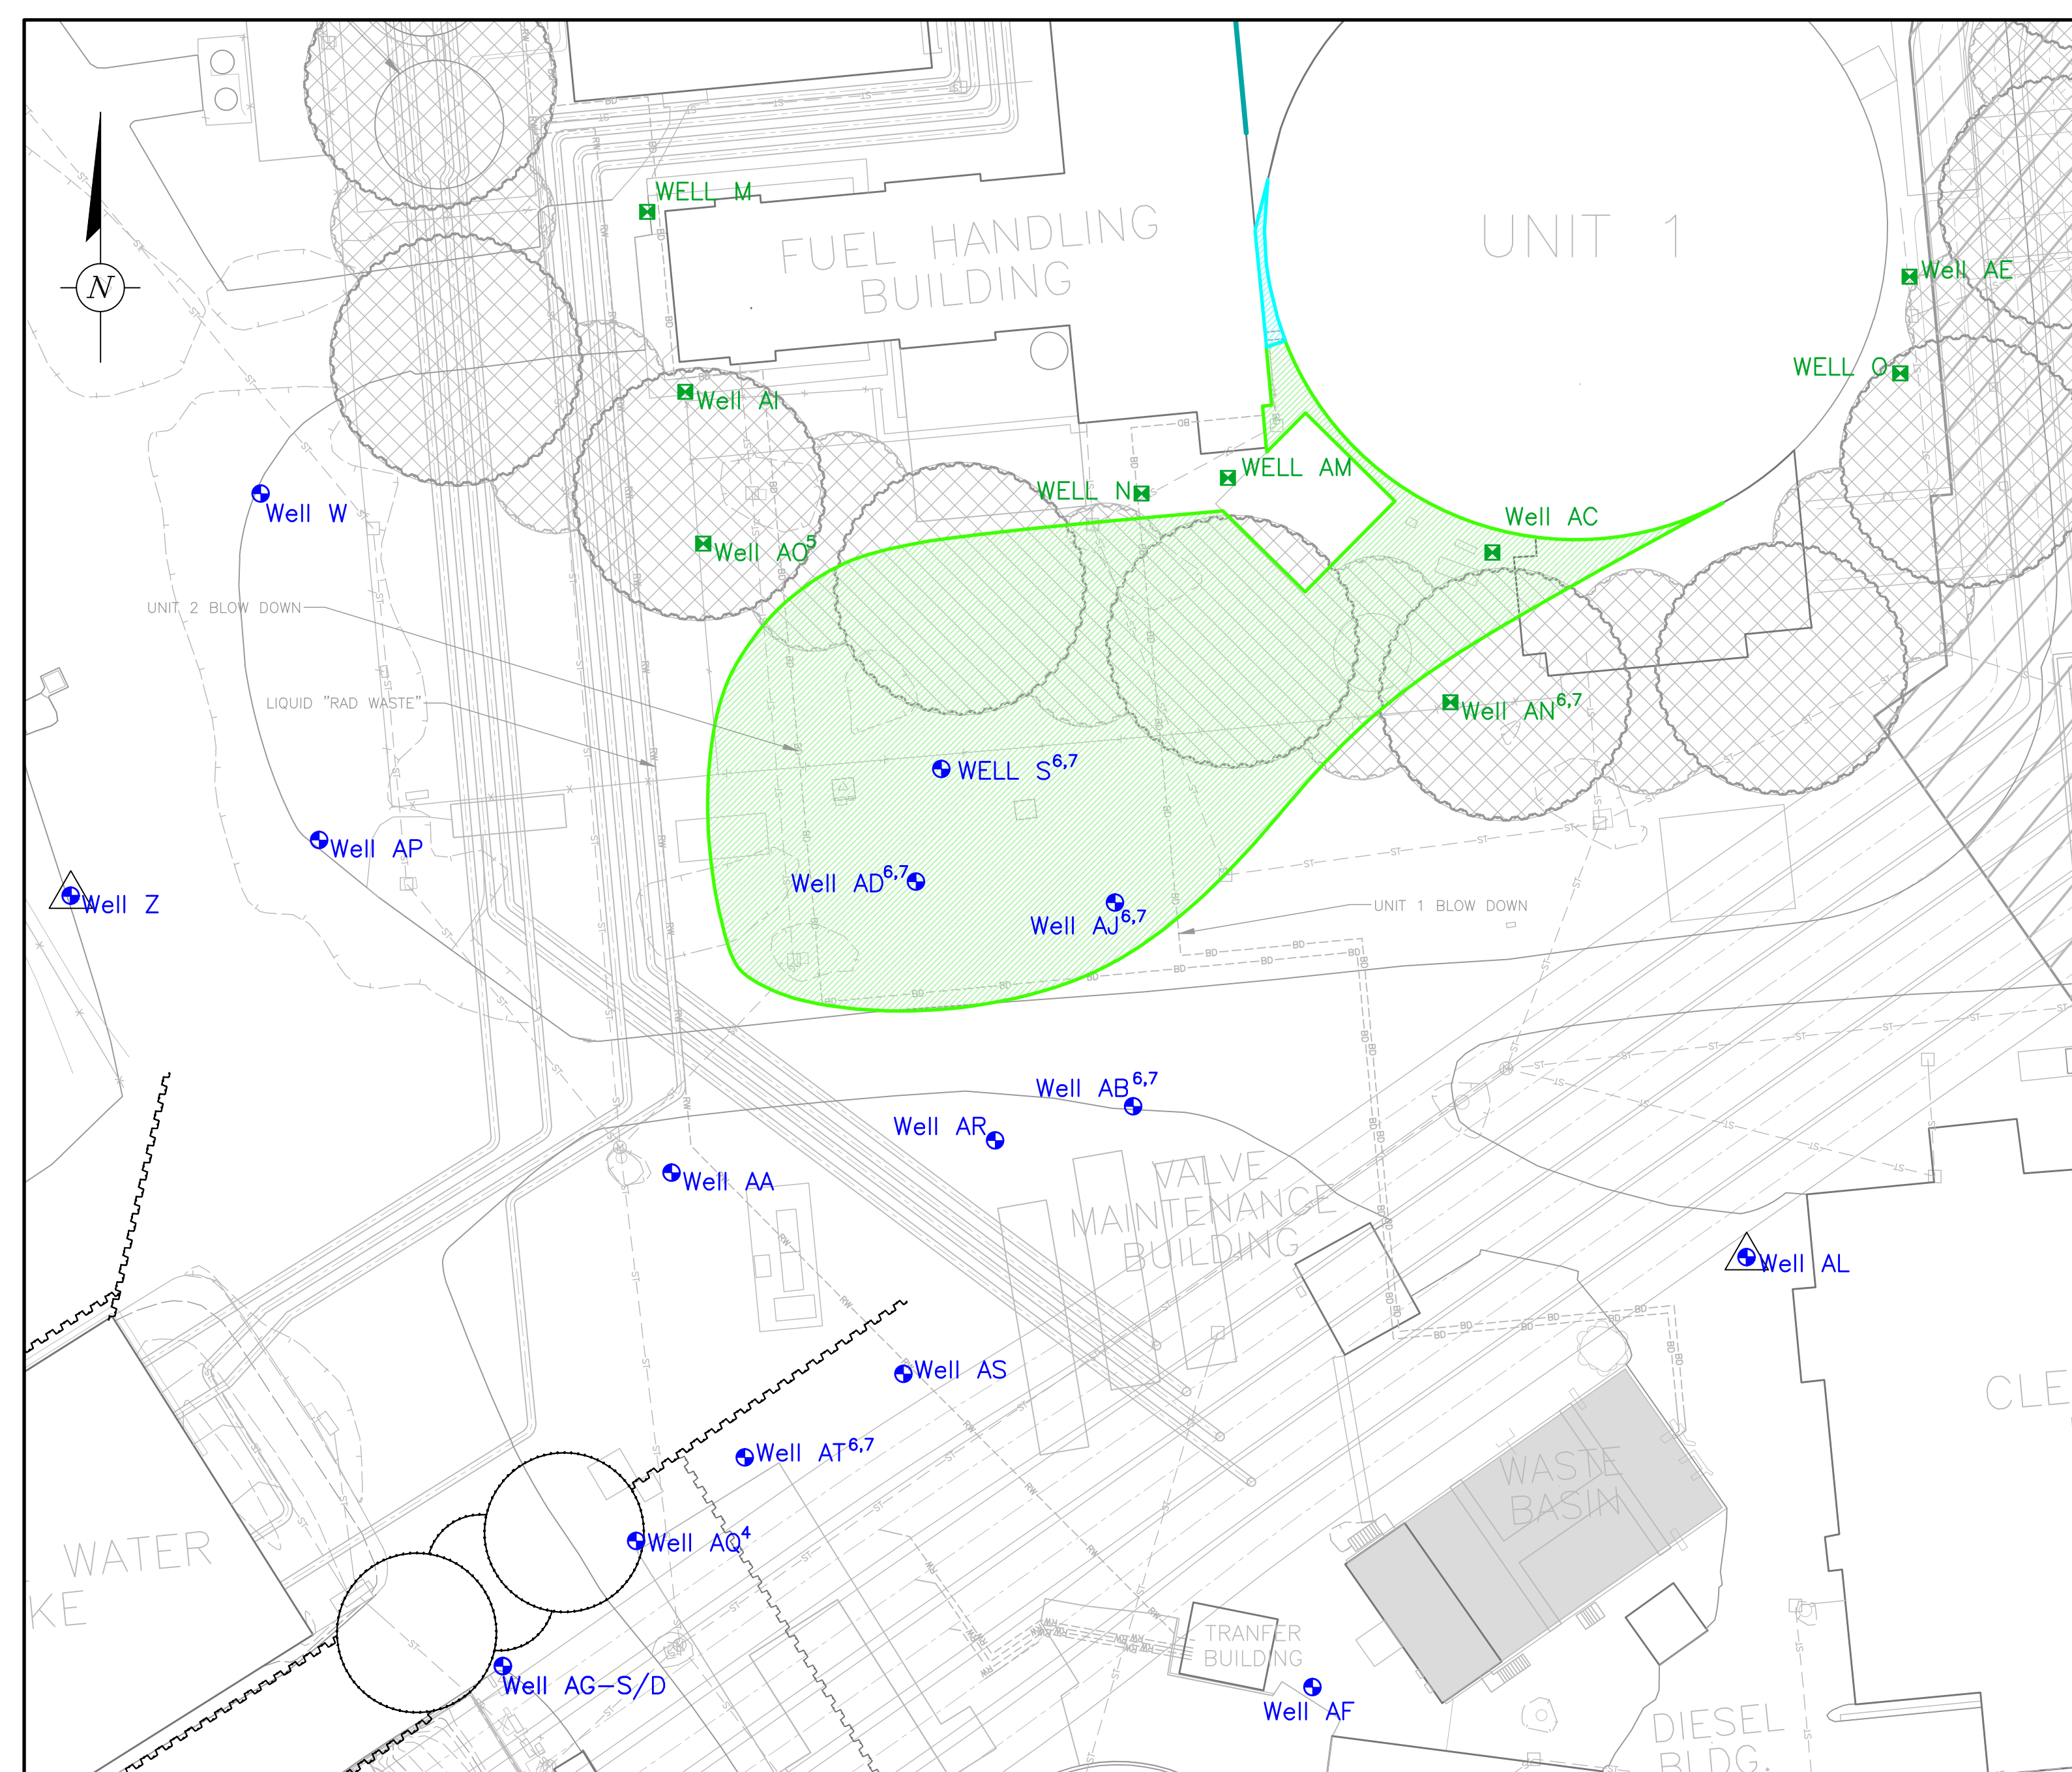 WELL M
FUEL HANDLING
BUILDING
UNIT 1
Well AE
N
WELL O
Well AI
WELL AM
WELL N
Well W
Well AC
Well AO5
UNIT 2 BLOW DOWN
LIQUID "RAD WASTE"
Well AN6,7
WELL S6,7
Well AP
Well AD6,7
Well Z
Well AJ6,7
UNIT 1 BLOW DOWN
Well AB6,7
Well AR
Well AA
VALVE
MAINTENANCE
BUILDING
Well AL
Well AS
CLE
Well AT6,7
WASTE
BASIN
Well AQ4
WATER
KE
TRANFER
BUILDING
Well AG-S/D
Well AF
DIESEL
BLDG.
ST
RW
BD